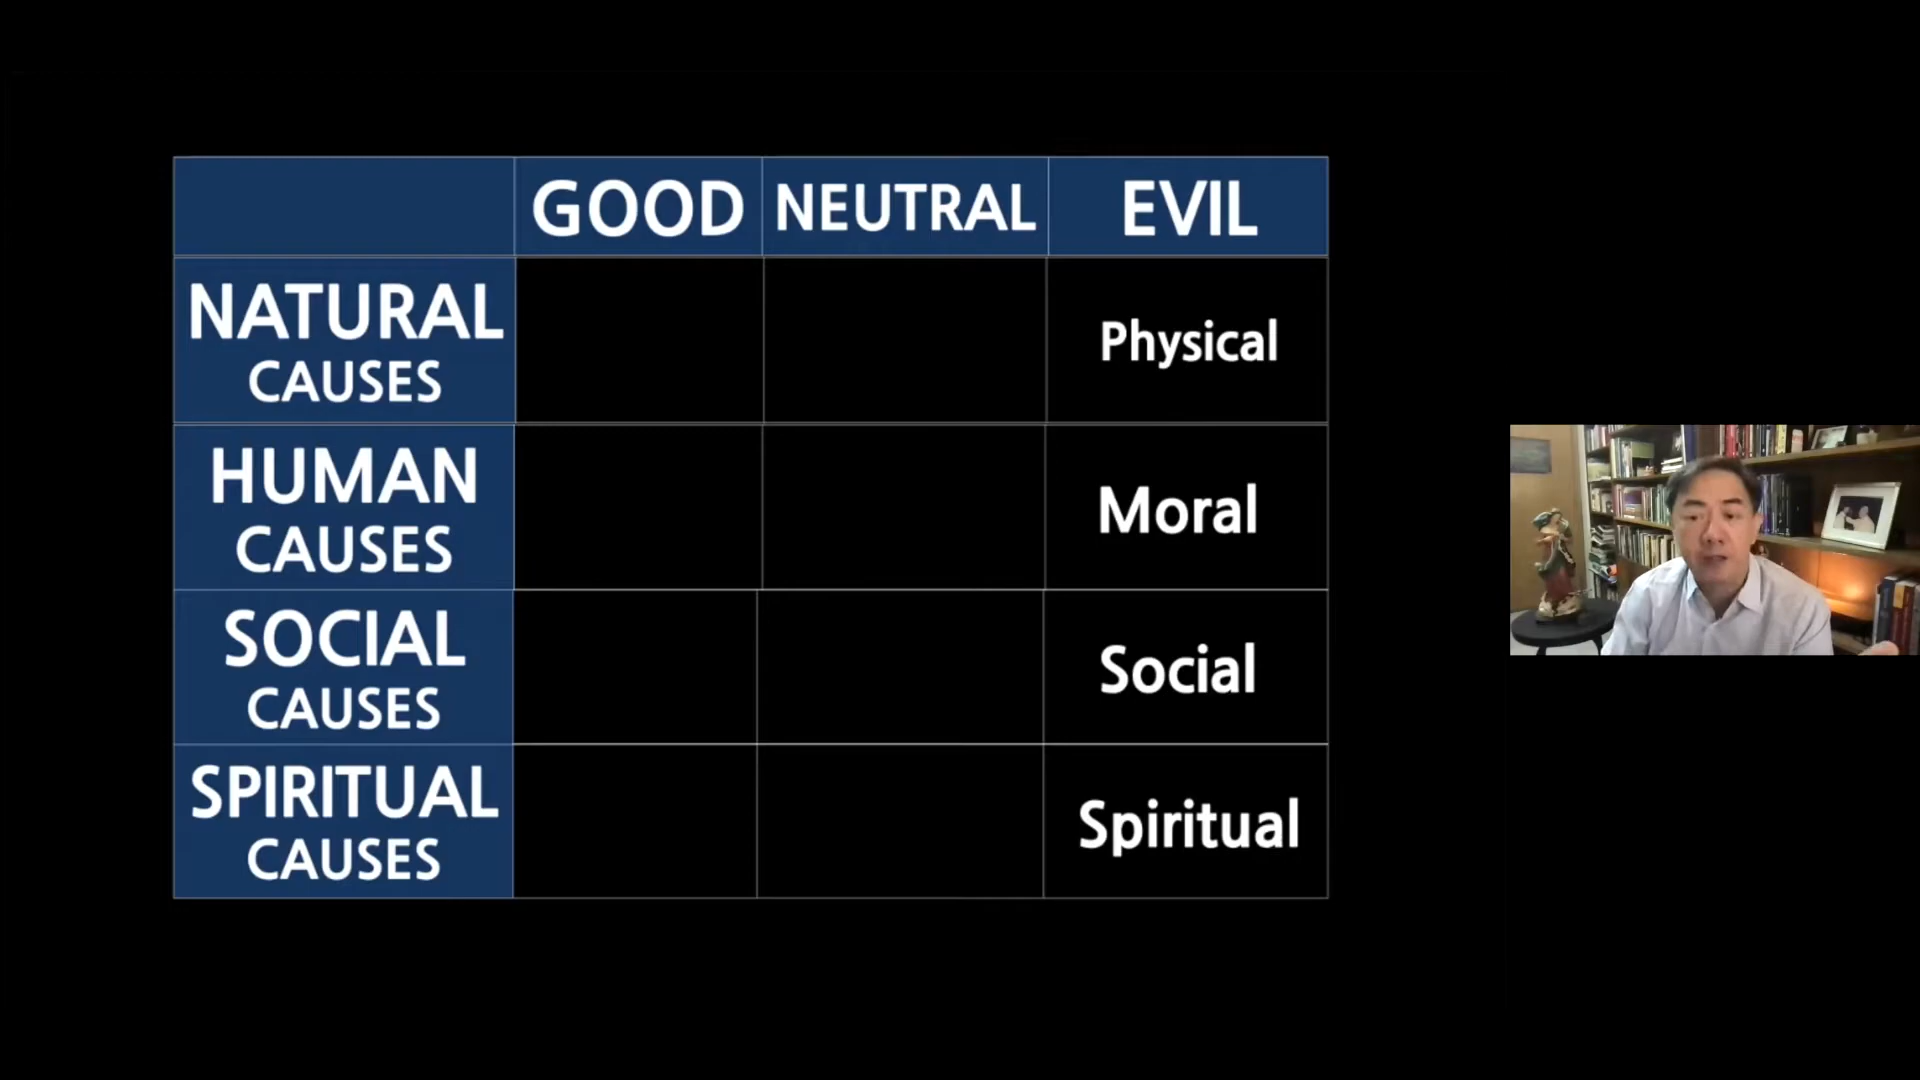 GOOD NEUTRAL EVIL
NATURAL
CAUSES
Physical
HUMAN
CAUSES
Moral
SOCIAL
CAUSES
Social
SPIRITUAL
CAUSES
Spiritual